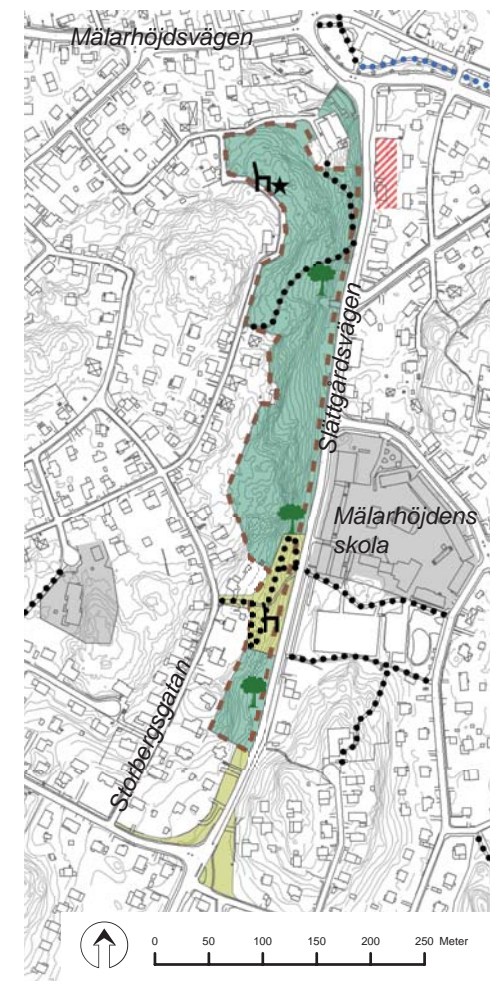 Mälarhöjdsvägen
Slättgårdsvägen
Mälarhöjdens
skola
Storbergsgatan
0 50 100 150 200 250 Meter